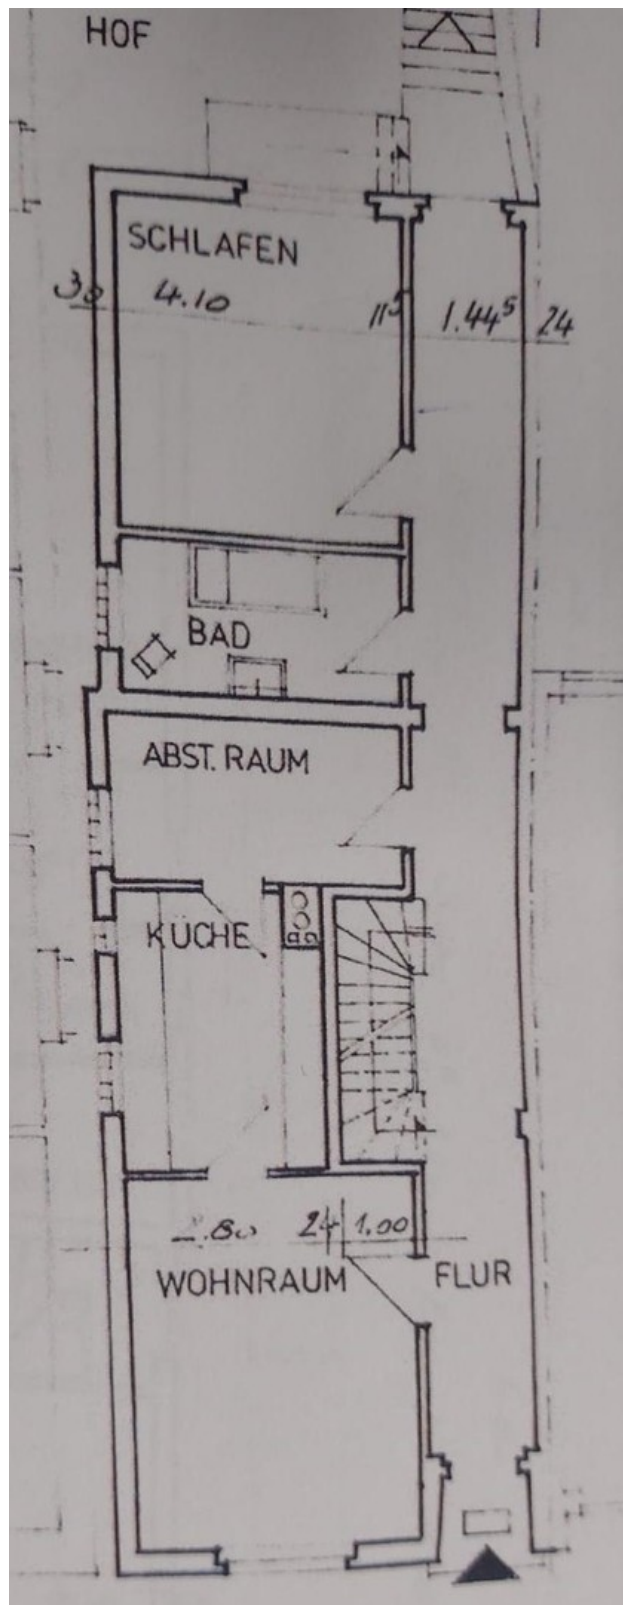 HOF
SCHLAFEN
30 4.10 11⁵ 1.44⁵ 24
BAD
ABST. RAUM
KÜCHE
2.80 24 1.00
WOHNRAUM FLUR